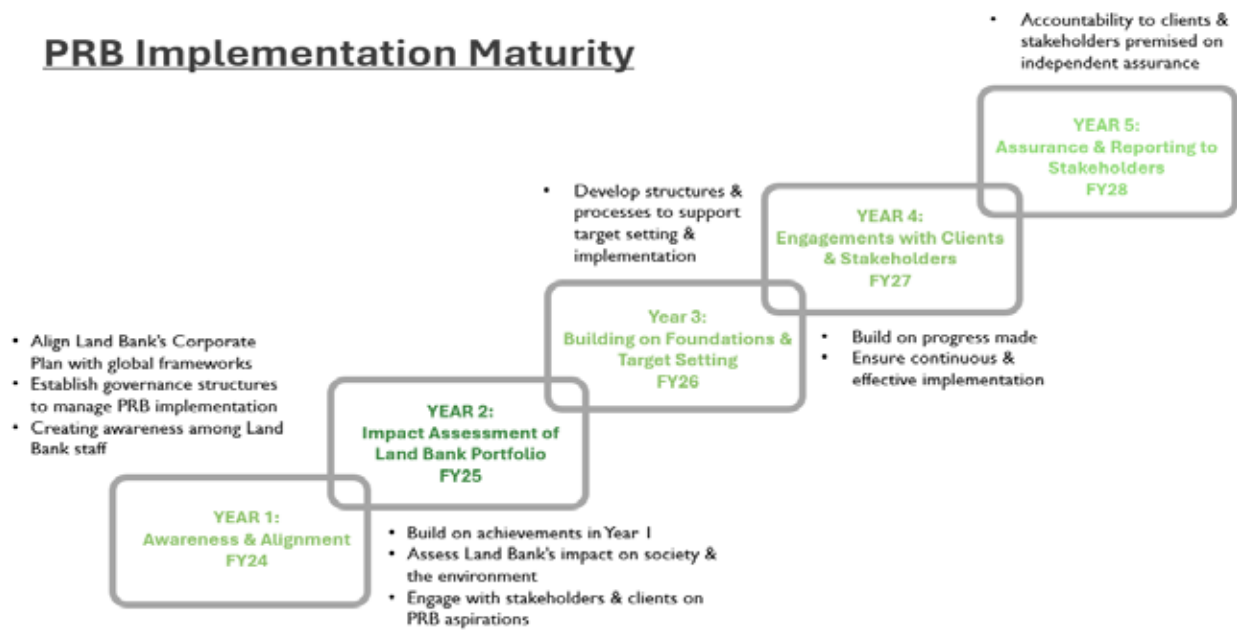 PRB Implementation Maturity
• Accountability to clients &
stakeholders premised on
independent assurance
YEAR 5:
Assurance & Reporting to
Stakeholders
FY28
• Develop structures &
processes to support
target setting &
implementation
YEAR 4:
Engagements with Clients
& Stakeholders
FY27
• Build on progress made
• Ensure continuous &
effective implementation
Year 3:
Building on Foundations &
Target Setting
FY26
• Align Land Bank's Corporate
Plan with global frameworks
• Establish governance structures
to manage PRB implementation
• Creating awareness among Land
Bank staff
YEAR 2:
Impact Assessment of
Land Bank Portfolio
FY25
YEAR 1:
Awareness & Alignment
FY24
• Build on achievements in Year 1
• Assess Land Bank's impact on society &
the environment
• Engage with stakeholders & clients on
PRB aspirations